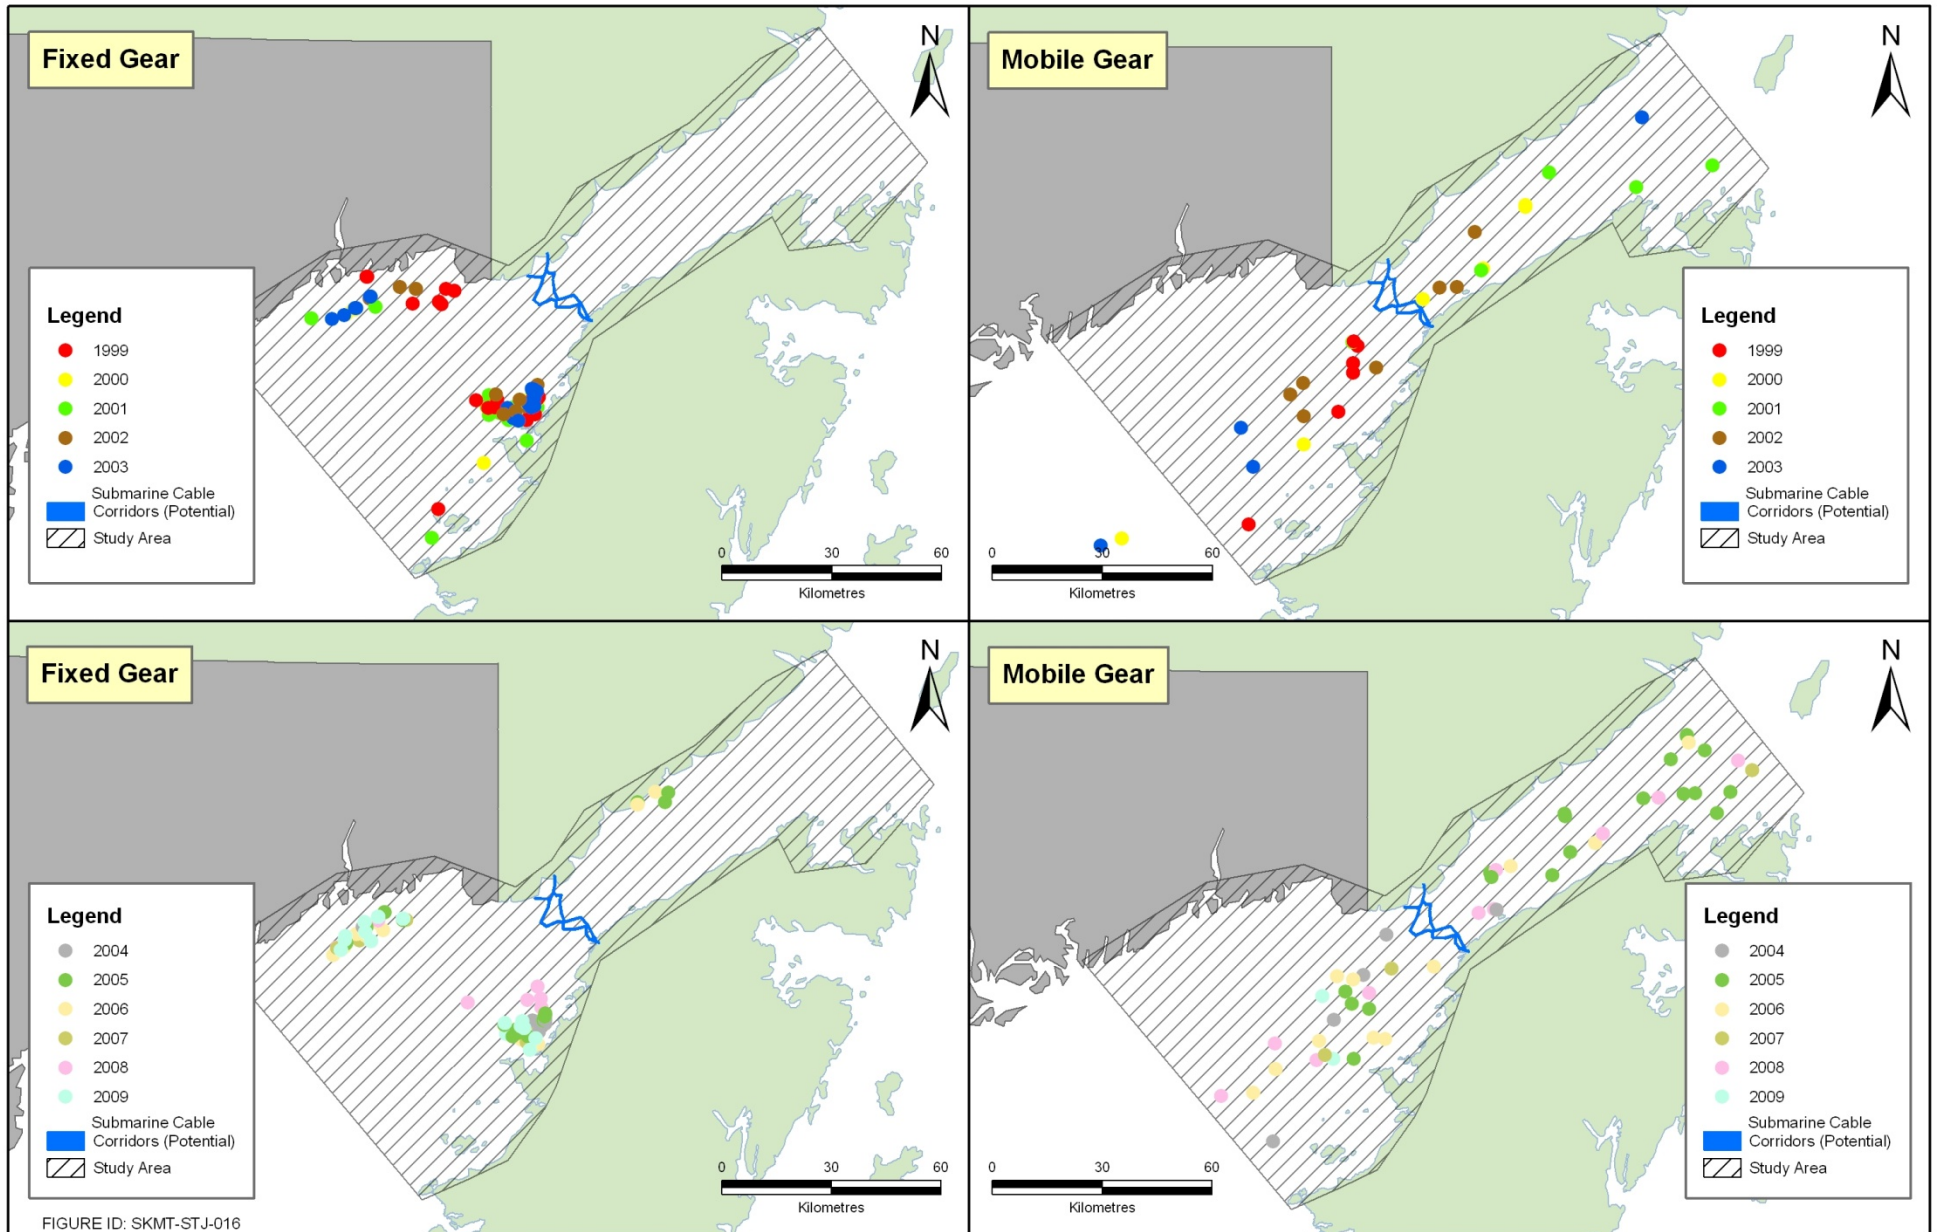 Fixed Gear
N
Legend
1999
2000
2001
2002
2003
Submarine Cable
Corridors (Potential)
Study Area
0 30 60
Kilometres
Mobile Gear
N
Legend
1999
2000
2001
2002
2003
Submarine Cable
Corridors (Potential)
Study Area
0 30 60
Kilometres
Fixed Gear
N
Legend
2004
2005
2006
2007
2008
2009
Submarine Cable
Corridors (Potential)
Study Area
0 30 60
Kilometres
FIGURE ID: SKMT-STJ-016
Mobile Gear
N
Legend
2004
2005
2006
2007
2008
2009
Submarine Cable
Corridors (Potential)
Study Area
0 30 60
Kilometres